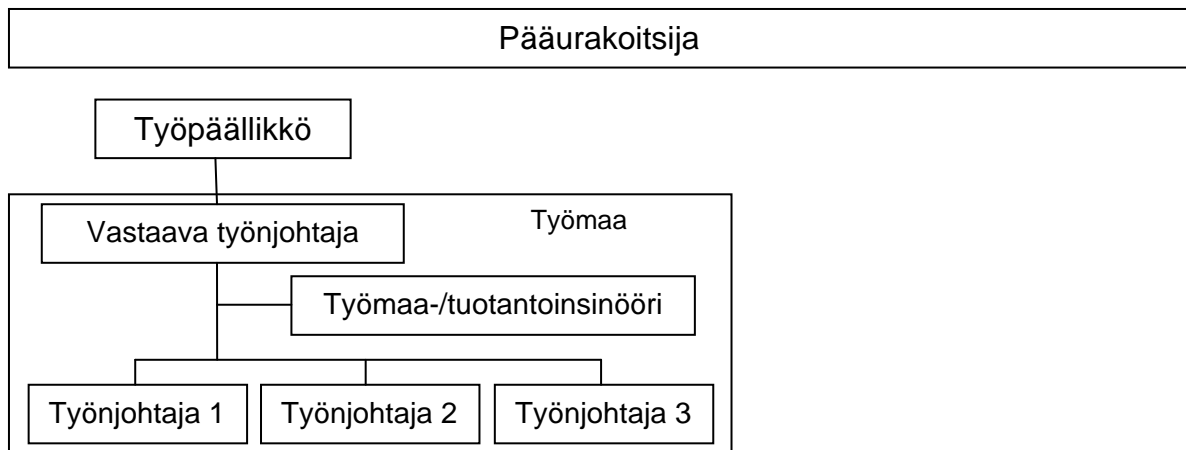 Pääurakoitsija
Työpäällikkö
Vastaava työnjohtaja
Työmaa
Työmaa-/tuotantoinsinööri
Työnjohtaja 1
Työnjohtaja 2
Työnjohtaja 3